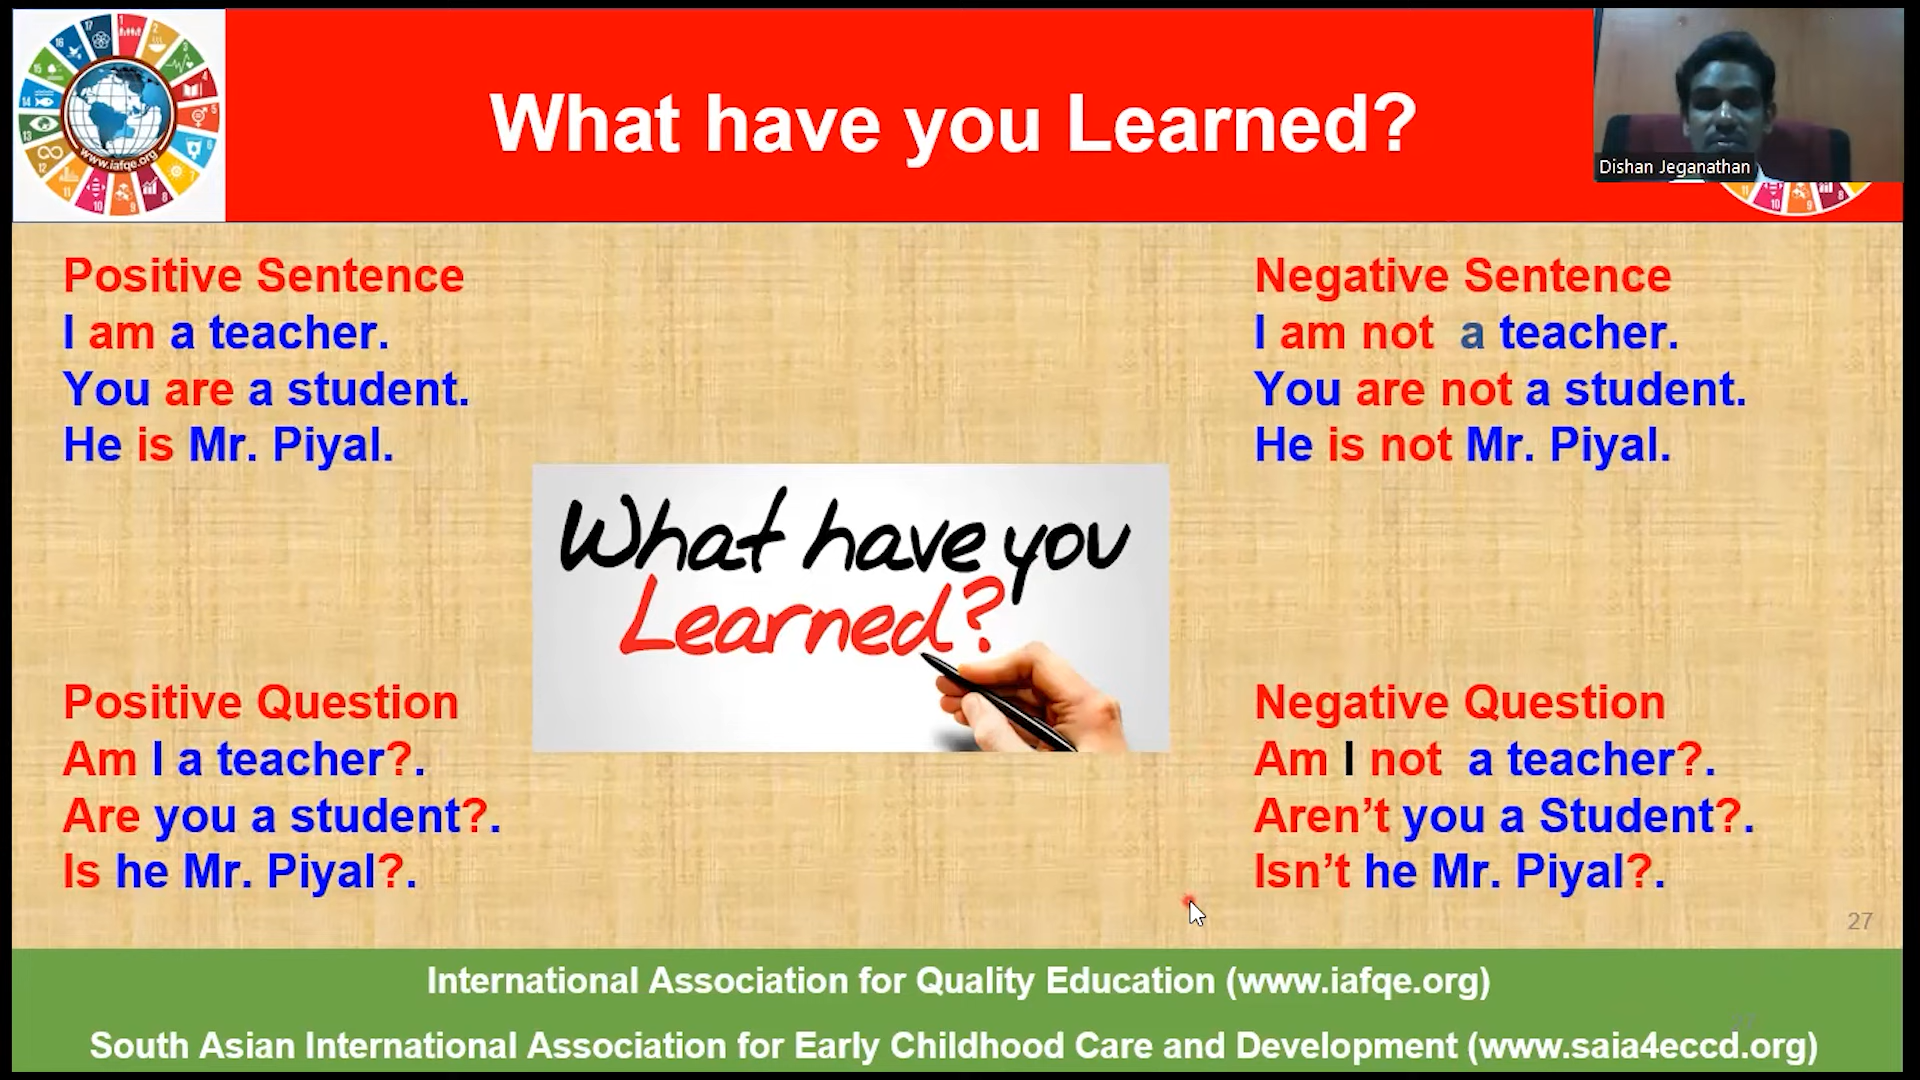 What have you Learned?
www.iafqe.org
Dishan Jeganathan
Positive Sentence
I am a teacher.
You are a student.
He is Mr. Piyal.
Negative Sentence
I am not a teacher.
You are not a student.
He is not Mr. Piyal.
What have you
Learned?
Positive Question
Am I a teacher?.
Are you a student?.
Is he Mr. Piyal?.
Negative Question
Am I not a teacher?.
Aren’t you a Student?.
Isn’t he Mr. Piyal?.
27
International Association for Quality Education (www.iafqe.org)
South Asian International Association for Early Childhood Care and Development (www.saia4eccd.org)